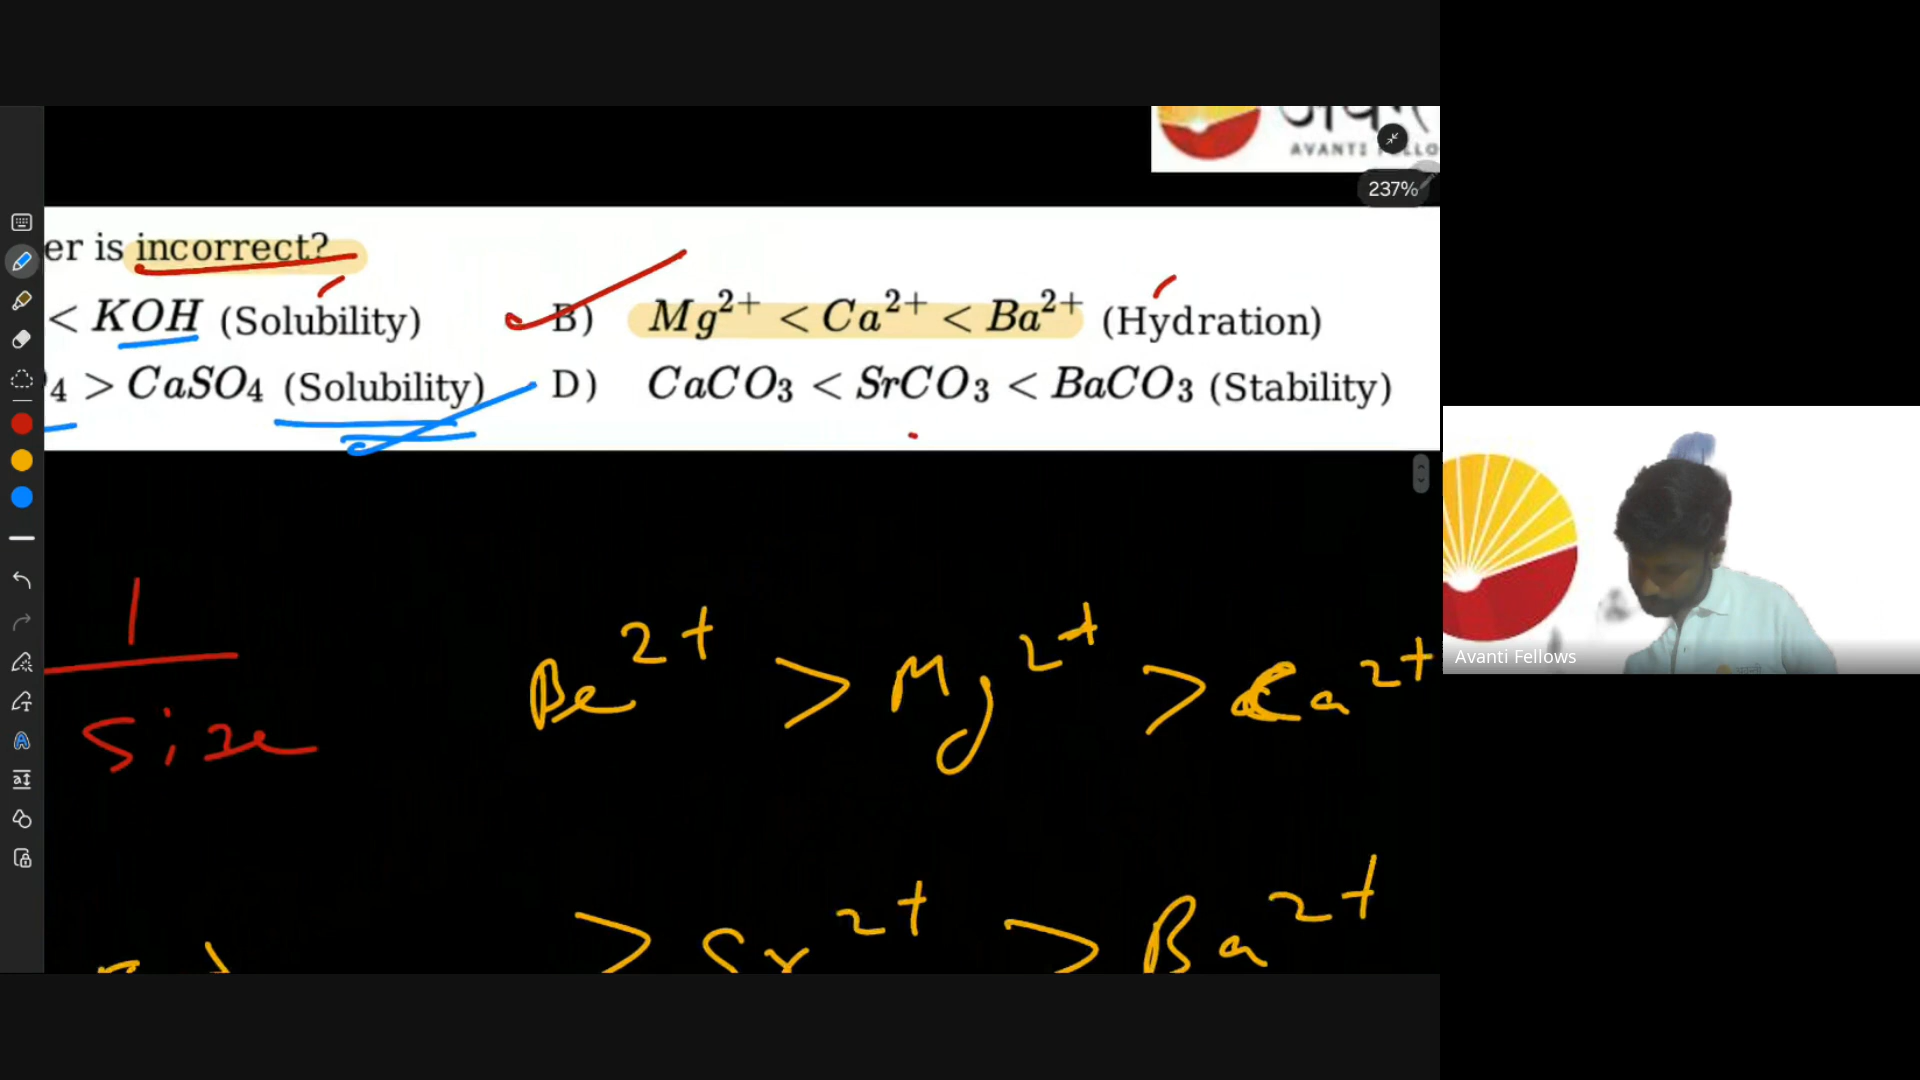 AVANTI
237%
er is incorrect?
< KOH (Solubility) B) Mg²⁺ < Ca²⁺ < Ba²⁺ (Hydration)
₄ > CaSO₄ (Solubility) D) CaCO₃ < SrCO₃ < BaCO₃ (Stability)
1
Size
Be²⁺ > Mg²⁺ > Ca²⁺
> Sr²⁺ > Ba²⁺
Avanti Fellows